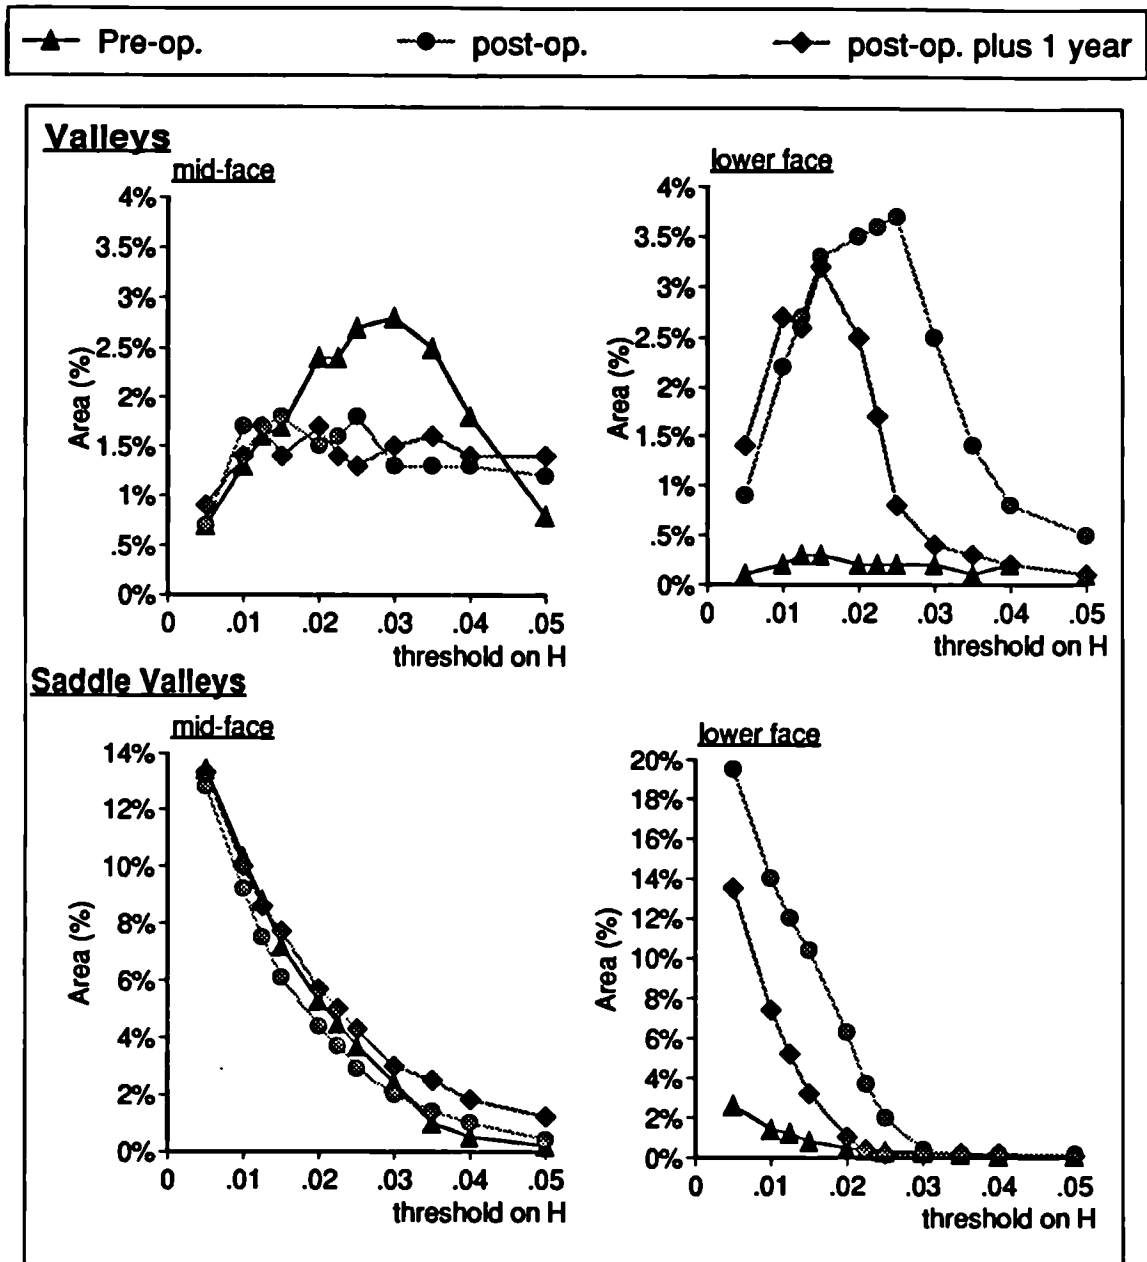 Pre-op. post-op. post-op. plus 1 year
Valleys
mid-face
4%
3.5%
3%
2.5%
2%
1.5%
1%
.5%
0%
Area (%)
0 .01 .02 .03 .04 .05
threshold on H
lower face
4%
3.5%
3%
2.5%
2%
1.5%
1%
.5%
0%
Area (%)
0 .01 .02 .03 .04 .05
threshold on H
Saddle Valleys
mid-face
14%
12%
10%
8%
6%
4%
2%
0%
Area (%)
0 .01 .02 .03 .04 .05
threshold on H
lower face
20%
18%
16%
14%
12%
10%
8%
6%
4%
2%
0%
Area (%)
0 .01 .02 .03 .04 .05
threshold on H